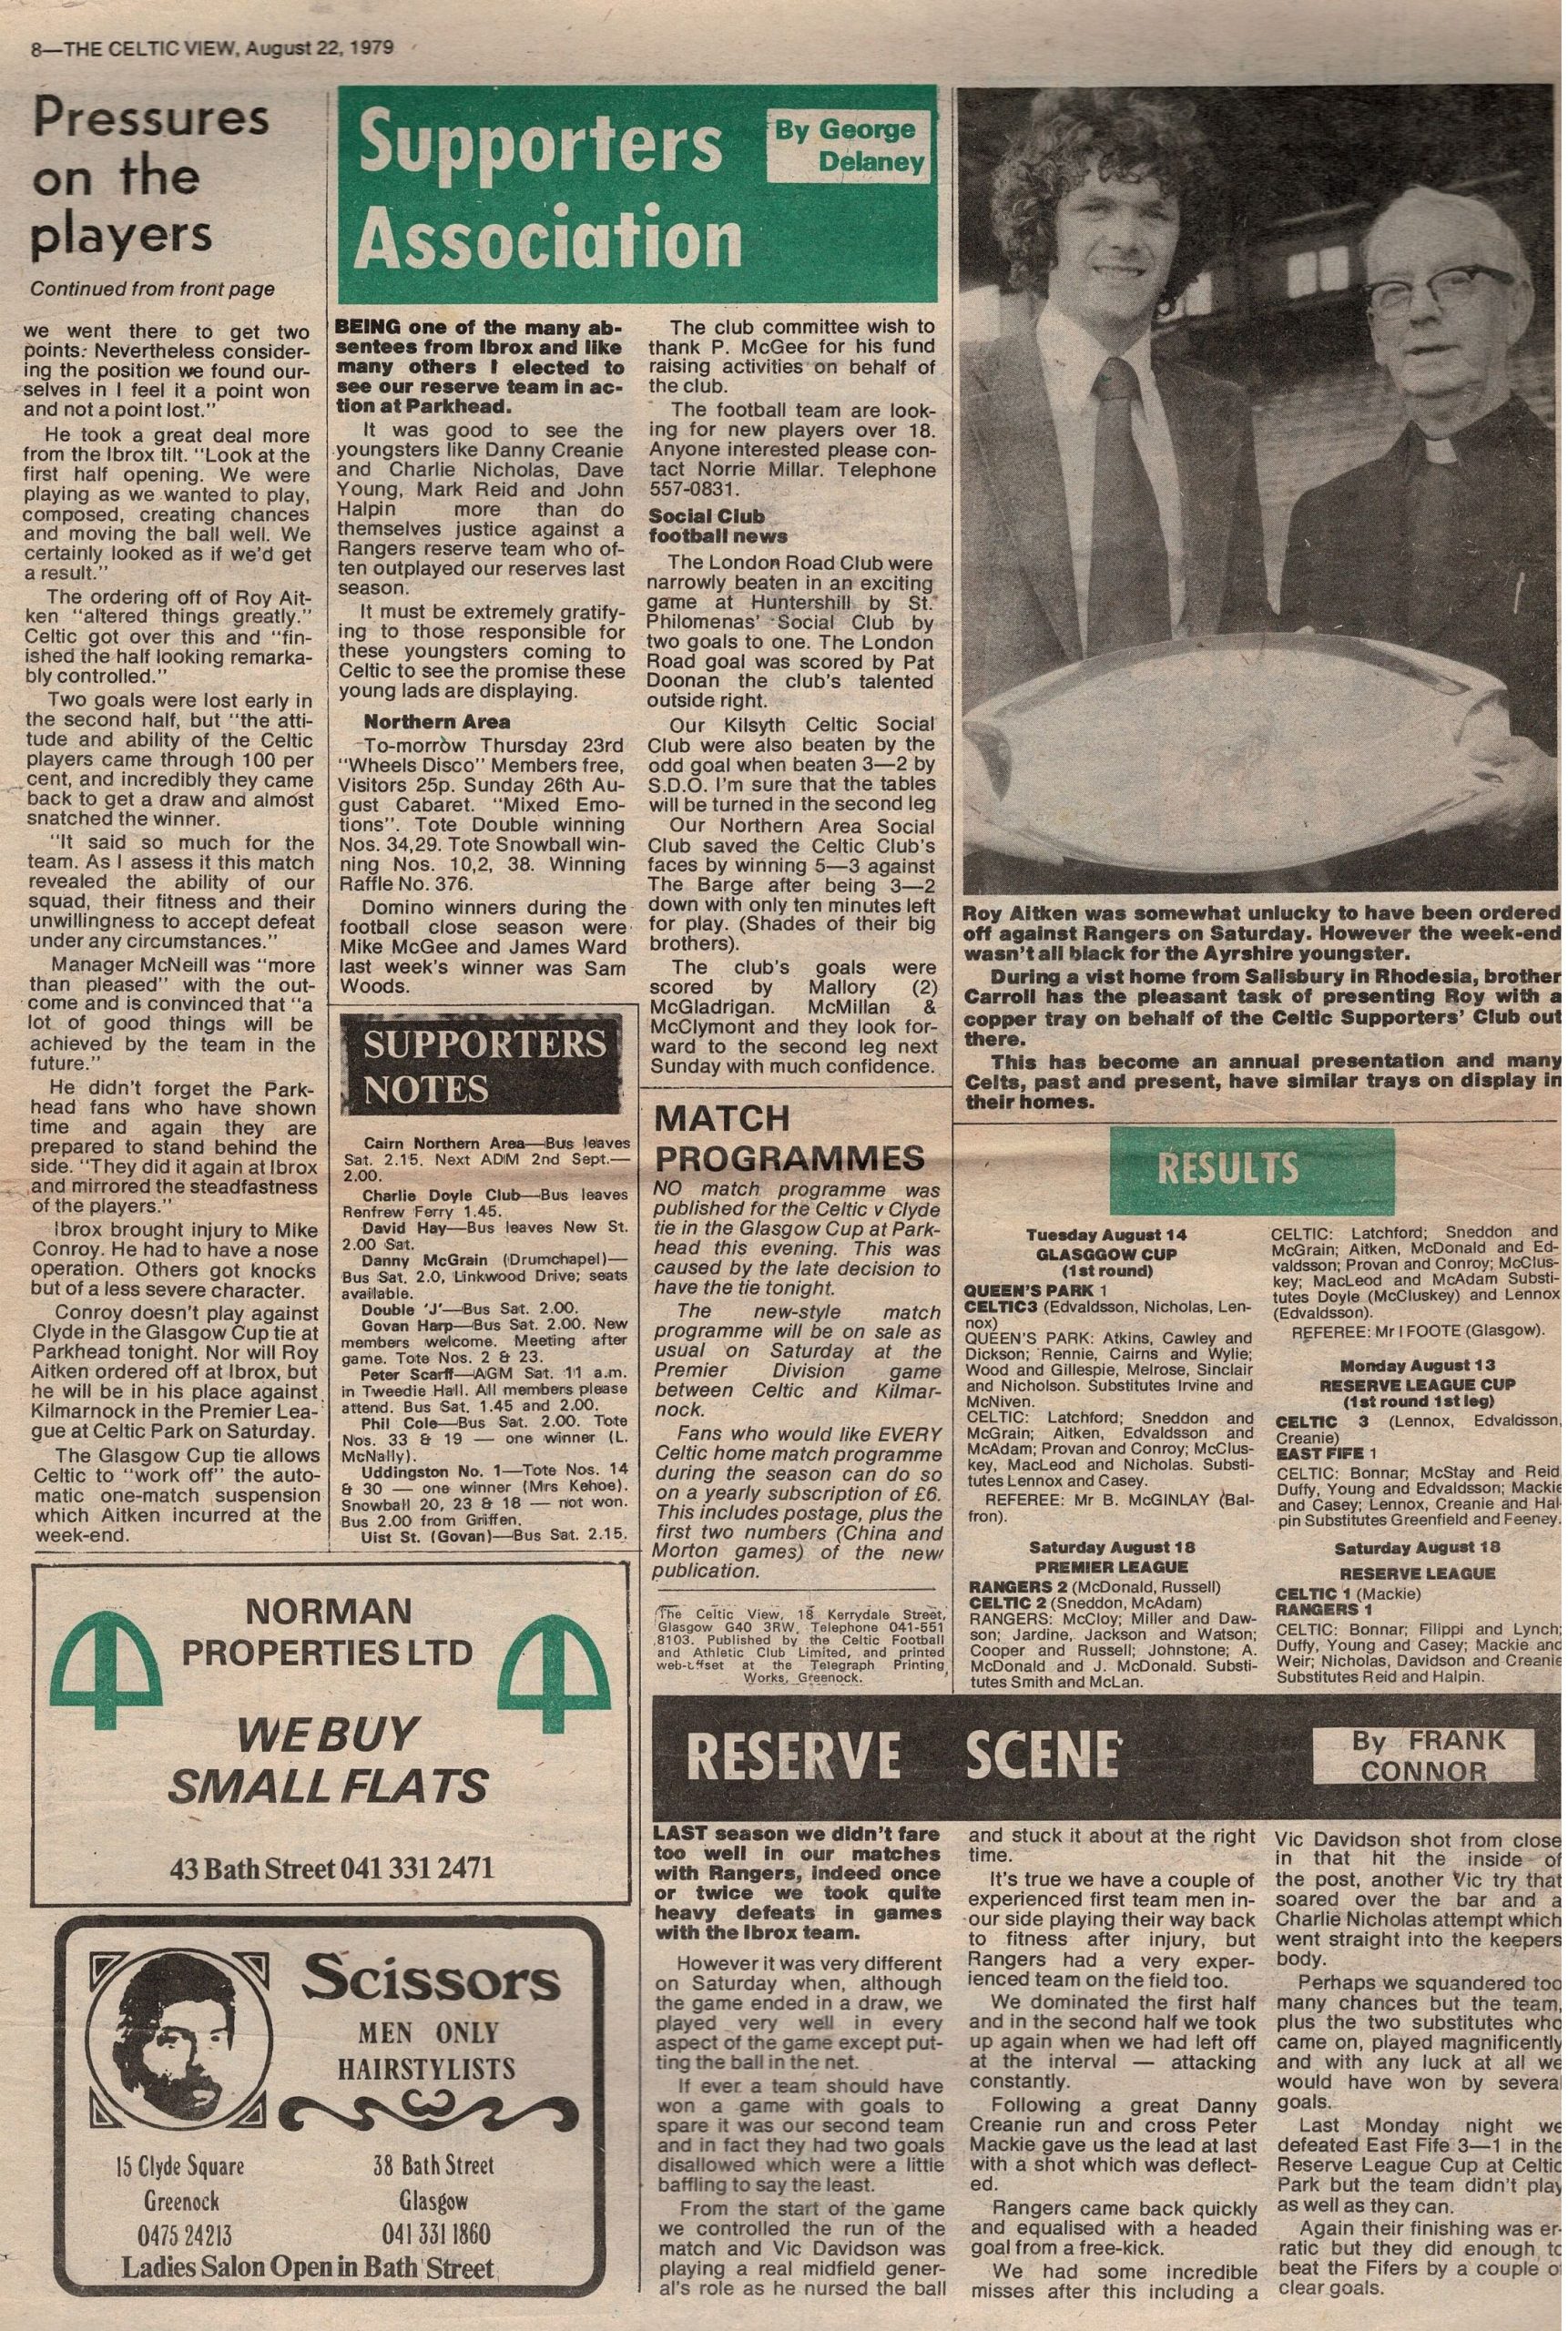 8—THE CELTIC VIEW, August 22, 1979
Pressures
on the
players
Continued from front page
we went there to get two
points. Nevertheless consider-
ing the position we found our-
selves in I feel it a point won
and not a point lost.”
He took a great deal more
from the Ibrox tilt. “Look at the
first half opening. We were
playing as we wanted to play,
composed, creating chances
and moving the ball well. We
certainly looked as if we’d get
a result.”
The ordering off of Roy Ait-
ken “altered things greatly.”
Celtic got over this and “fin-
ished the half looking remarka-
bly controlled.”
Two goals were lost early in
the second half, but “the atti-
tude and ability of the Celtic
players came through 100 per
cent, and incredibly they came
back to get a draw and almost
snatched the winner.
“It said so much for the
team. As I assess it this match
revealed the ability of our
squad, their fitness and their
unwillingness to accept defeat
under any circumstances.”
Manager McNeill was “more
than pleased” with the out-
come and is convinced that “a
lot of good things will be
achieved by the team in the
future.”
He didn’t forget the Park-
head fans who have shown
time and again they are
prepared to stand behind the
side. “They did it again at Ibrox
and mirrored the steadfastness
of the players.”
Ibrox brought injury to Mike
Conroy. He had to have a nose
operation. Others got knocks
but of a less severe character.
Conroy doesn’t play against
Clyde in the Glasgow Cup tie at
Parkhead tonight. Nor will Roy
Aitken ordered off at Ibrox, but
he will be in his place against
Kilmarnock in the Premier Lea-
gue at Celtic Park on Saturday.
The Glasgow Cup tie allows
Celtic to “work off” the auto-
matic one-match suspension
which Aitken incurred at the
week-end.
Supporters
Association
By George
Delaney
BEING one of the many ab-
sentees from Ibrox and like
many others I elected to
see our reserve team in ac-
tion at Parkhead.
It was good to see the
youngsters like Danny Creanie
and Charlie Nicholas, Dave
Young, Mark Reid and John
Halpin more than do
themselves justice against a
Rangers reserve team who of-
ten outplayed our reserves last
season.
It must be extremely gratify-
ing to those responsible for
these youngsters coming to
Celtic to see the promise these
young lads are displaying.
Northern Area
To-morrow Thursday 23rd
“Wheels Disco” Members free,
Visitors 25p. Sunday 26th Au-
gust Cabaret. “Mixed Emo-
tions”. Tote Double winning
Nos. 34,29. Tote Snowball win-
ning Nos. 10,2, 38. Winning
Raffle No. 376.
Domino winners during the
football close season were
Mike McGee and James Ward
last week’s winner was Sam
Woods.
The club committee wish to
thank P. McGee for his fund
raising activities on behalf of
the club.
The football team are look-
ing for new players over 18.
Anyone interested please con-
tact Norrie Millar. Telephone
557-0831.
Social Club
football news
The London Road Club were
narrowly beaten in an exciting
game at Huntershill by St.
Philomenas’ Social Club by
two goals to one. The London
Road goal was scored by Pat
Doonan the club’s talented
outside right.
Our Kilsyth Celtic Social
Club were also beaten by the
odd goal when beaten 3—2 by
S.D.O. I’m sure that the tables
will be turned in the second leg
Our Northern Area Social
Club saved the Celtic Club’s
faces by winning 5—3 against
The Barge after being 3—2
down with only ten minutes left
for play. (Shades of their big
brothers).
The club’s goals were
scored by Mallory (2)
McGladrigan. McMillan &
McClymont and they look for-
ward to the second leg next
Sunday with much confidence.
SUPPORTERS
NOTES
Cairn Northern Area—Bus leaves
Sat. 2.15. Next ADM 2nd Sept.—
2.00.
Charlie Doyle Club—Bus leaves
Renfrew Ferry 1.45.
David Hay—Bus leaves New St.
2.00 Sat.
Danny McGrain (Drumchapel)—
Bus Sat. 2.0, Linkwood Drive; seats
available.
Double ‘J’—Bus Sat. 2.00.
Govan Harp—Bus Sat. 2.00. New
members welcome. Meeting after
game. Tote Nos. 2 & 23.
Peter Scarff—AGM Sat. 11 a.m.
in Tweedie Hall. All members please
attend. Bus Sat. 1.45 and 2.00.
Phil Cole—Bus Sat. 2.00. Tote
Nos. 33 & 19 — one winner (L.
McNally).
Uddingston No. 1—Tote Nos. 14
& 30 — one winner (Mrs Kehoe).
Snowball 20, 23 & 18 — not won.
Bus 2.00 from Griffen.
Uist St. (Govan)—Bus Sat. 2.15.
MATCH
PROGRAMMES
NO match programme was
published for the Celtic v Clyde
tie in the Glasgow Cup at Park-
head this evening. This was
caused by the late decision to
have the tie tonight.
The new-style match
programme will be on sale as
usual on Saturday at the
Premier Division game
between Celtic and Kilmar-
nock.
Fans who would like EVERY
Celtic home match programme
during the season can do so
on a yearly subscription of £6.
This includes postage, plus the
first two numbers (China and
Morton games) of the new
publication.
The Celtic View, 18 Kerrydale Street,
Glasgow G40 3RW. Telephone 041-551
8103. Published by the Celtic Football
and Athletic Club Limited, and printed
web-offset at the Telegraph Printing
Works, Greenock.
Roy Aitken was somewhat unlucky to have been ordered
off against Rangers on Saturday. However the week-end
wasn’t all black for the Ayrshire youngster.
During a vist home from Salisbury in Rhodesia, brother
Carroll has the pleasant task of presenting Roy with a
copper tray on behalf of the Celtic Supporters’ Club out
there.
This has become an annual presentation and many
Celts, past and present, have similar trays on display in
their homes.
RESULTS
Tuesday August 14
GLASGGOW CUP
(1st round)
QUEEN’S PARK 1
CELTIC3 (Edvaldsson, Nicholas, Len-
nox)
QUEEN’S PARK: Atkins, Cawley and
Dickson; Rennie, Cairns and Wylie;
Wood and Gillespie, Melrose, Sinclair
and Nicholson. Substitutes Irvine and
McNiven.
CELTIC: Latchford; Sneddon and
McGrain; Aitken, Edvaldsson and
McAdam; Provan and Conroy; McClus-
key, MacLeod and Nicholas. Substi-
tutes Lennox and Casey.
REFEREE: Mr B. McGINLAY (Bal-
fron).
Saturday August 18
PREMIER LEAGUE
RANGERS 2 (McDonald, Russell)
CELTIC 2 (Sneddon, McAdam)
RANGERS: McCloy; Miller and Daw-
son; Jardine, Jackson and Watson;
Cooper and Russell; Johnstone; A.
McDonald and J. McDonald. Substi-
tutes Smith and McLan.
CELTIC: Latchford; Sneddon and
McGrain; Aitken, McDonald and Ed-
valdsson; Provan and Conroy; McClus-
key; MacLeod and McAdam Substi-
tutes Doyle (McCluskey) and Lennox
(Edvaldsson).
REFEREE: Mr I FOOTE (Glasgow).
Monday August 13
RESERVE LEAGUE CUP
(1st round 1st leg)
CELTIC 3 (Lennox, Edvaldsson,
Creanie)
EAST FIFE 1
CELTIC: Bonnar; McStay and Reid
Duffy, Young and Edvaldsson; Mackie
and Casey; Lennox, Creanie and Hal-
pin Substitutes Greenfield and Feeney.
Saturday August 18
RESERVE LEAGUE
CELTIC 1 (Mackie)
RANGERS 1
CELTIC: Bonnar; Filippi and Lynch;
Duffy, Young and Casey; Mackie and
Weir; Nicholas, Davidson and Creanie
Substitutes Reid and Halpin.
NORMAN
PROPERTIES LTD
WE BUY
SMALL FLATS
43 Bath Street 041 331 2471
Scissors
MEN ONLY
HAIRSTYLISTS
15 Clyde Square
Greenock
0475 24213
38 Bath Street
Glasgow
041 331 1860
Ladies Salon Open in Bath Street
RESERVE SCENE
By FRANK
CONNOR
LAST season we didn’t fare
too well in our matches
with Rangers, indeed once
or twice we took quite
heavy defeats in games
with the Ibrox team.
However it was very different
on Saturday when, although
the game ended in a draw, we
played very well in every
aspect of the game except put-
ting the ball in the net.
If ever a team should have
won a game with goals to
spare it was our second team
and in fact they had two goals
disallowed which were a little
baffling to say the least.
From the start of the game
we controlled the run of the
match and Vic Davidson was
playing a real midfield gener-
al’s role as he nursed the ball
and stuck it about at the right
time.
It’s true we have a couple of
experienced first team men in
our side playing their way back
to fitness after injury, but
Rangers had a very exper-
ienced team on the field too.
We dominated the first half
and in the second half we took
up again when we had left off
at the interval — attacking
constantly.
Following a great Danny
Creanie run and cross Peter
Mackie gave us the lead at last
with a shot which was deflect-
ed.
Rangers came back quickly
and equalised with a headed
goal from a free-kick.
We had some incredible
misses after this including a
Vic Davidson shot from close
in that hit the inside of
the post, another Vic try that
soared over the bar and a
Charlie Nicholas attempt which
went straight into the keepers
body.
Perhaps we squandered too
many chances but the team,
plus the two substitutes who
came on, played magnificently
and with any luck at all we
would have won by several
goals.
Last Monday night we
defeated East Fife 3—1 in the
Reserve League Cup at Celtic
Park but the team didn’t play
as well as they can.
Again their finishing was er-
ratic but they did enough to
beat the Fifers by a couple of
clear goals.